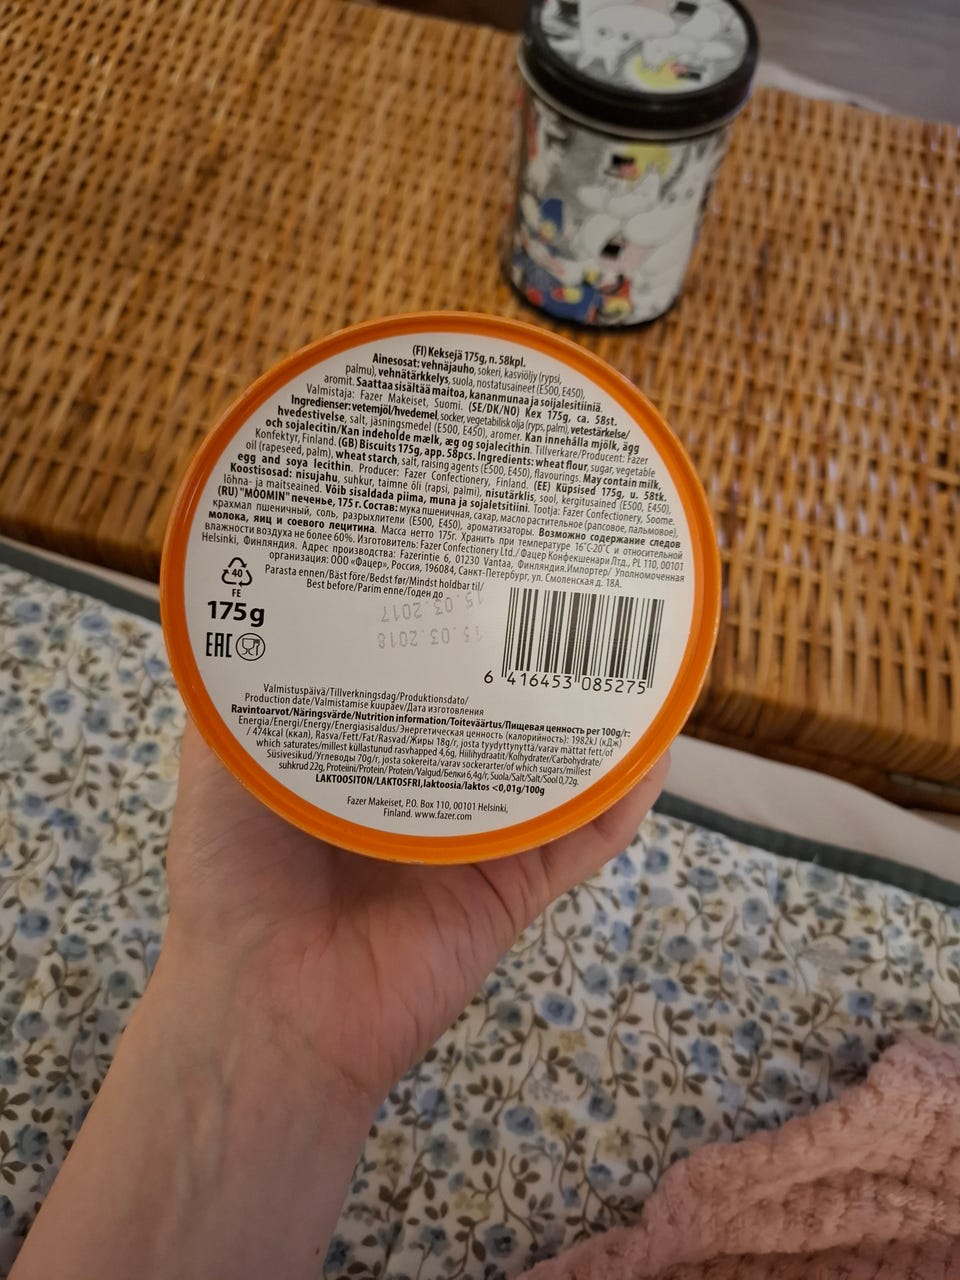 (FI) Keksejä 175g, n. 58kpl.
Ainesosat: vehnäjauho, sokeri, kasviöljy (rypsi,
palmu), vehnätärkkelys, suola, nostatusaineet (E500, E450),
aromit. Saattaa sisältää maitoa, kananmunaa ja soijalesitiiniä.
Valmistaja: Fazer Makeiset, Suomi. (SE/DK/NO) Kex 175g, ca. 58st.
Ingredienser: vetemjöl/hvedemel, socker, vegetabilisk olja (ryps, palm), vetestärkelse/
hvedestivelse, salt, jäsningsmedel (E500, E450), aromer. Kan innehålla mjölk, ägg
och sojalecitin/Kan indeholde mælk, æg og sojalecithin. Tillverkare/Producent: Fazer
Konfektyr, Finland. (GB) Biscuits 175g, app. 58pcs. Ingredients: wheat flour, sugar, vegetable
oil (rapeseed, palm), wheat starch, salt, raising agents (E500, E450), flavourings. May contain milk,
egg and soya lecithin. Producer: Fazer Confectionery, Finland. (EE) Küpsised 175g, u. 58tk.
Koostisosad: nisujahu, suhkur, taimne õli (rapsi, palmi), nisutärklis, sool, kergitusained (E500, E450),
lõhna- ja maitseained. Võib sisaldada piima, muna ja sojaletsitiini. Tootja: Fazer Confectionery, Soome.
(RU) "MOOMIN" печенье, 175 г. Состав: мука пшеничная, сахар, масло растительное (рапсовое, пальмовое),
крахмал пшеничный, соль, разрыхлители (E500, E450), ароматизаторы. Возможно содержание следов
молока, яиц и соевого лецитина. Масса нетто 175г. Хранить при температуре 16°C-20°C и относительной
влажности воздуха не более 60%. Изготовитель: Fazer Confectionery Ltd./ Фацер Конфекшенари Лтд., PL 110, 00101
Helsinki, Финляндия. Адрес производства: Fazerintie 6, 01230 Vantaa, Финляндия.Импортер/ Уполномоченная
организация: ООО «Фацер», Россия, 196084, Санкт-Петербург, ул. Смоленская д. 18А.
Parasta ennen/Bäst före/Bedst før/Mindst holdbar til/
Best before/Parim enne/Годен до
40
FE
175 g
15.03.2017
15.03.2018
EAC
6 416453 085275
Valmistuspäivä/Tillverkningsdag/Produktionsdato/
Production date/Valmistamise kuupäev/Дата изготовления
Ravintoarvot/Näringsvärde/Nutrition information/Toiteväärtus/Пищевая ценность per 100g/г:
Energia/Energi/Energy/Energiasisaldus/Энергетическая ценность (калорийность): 1982kJ (кДж)
/ 474kcal (ккал), Rasva/Fett/Fat/Rasvad/Жиры 18g/г, josta tyydyttynyttä/varav mättat fett/of
which saturates/millest küllastunud rasvhapped 4,6g, Hiilihydraatit/Kolhydrater/Carbohydrate/
Süsivesikud/Углеводы 70g/г, josta sokereita/varav sockerarter/of which sugars/millest
suhkrud 22g, Proteiini/Protein/ Protein/Valgud/Белки 6,4g/г, Suola/Salt/Salt/Sool 0,72g.
LAKTOOSITON/LAKTOSFRI, laktoosia/laktos <0,01g/100g
Fazer Makeiset, P.O. Box 110, 00101 Helsinki,
Finland. www.fazer.com